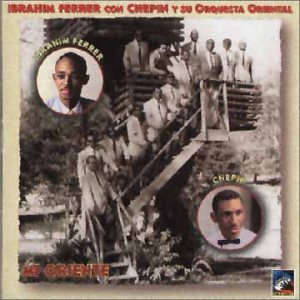 IBRAHIM FERRER CON CHEPIN Y SU ORQUESTA ORIENTAL
IBRAHIM FERRER
CHEPIN
MI ORIENTE